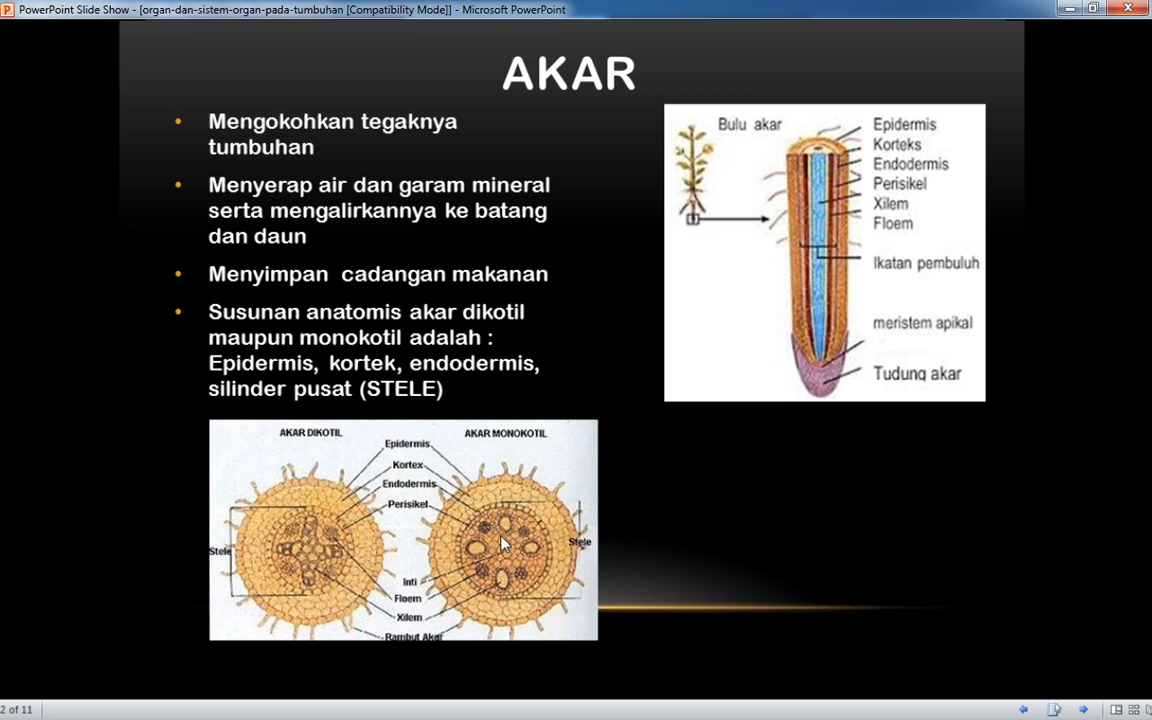 PowerPoint Slide Show - [organ-dan-sistem-organ-pada-tumbuhan [Compatibility Mode]] - Microsoft PowerPoint
AKAR
• Mengokohkan tegaknya
tumbuhan
• Menyerap air dan garam mineral
serta mengalirkannya ke batang
dan daun
• Menyimpan cadangan makanan
• Susunan anatomis akar dikotil
maupun monokotil adalah :
Epidermis, kortek, endodermis,
silinder pusat (STELE)
Bulu akar
Epidermis
Korteks
Endodermis
Perisikel
Xilem
Floem
Ikatan pembuluh
meristem apikal
Tudung akar
AKAR DIKOTIL
AKAR MONOKOTIL
Epidermis
Kortex
Endodermis
Perisikel
Stele
Stele
Inti
Floem
Xilem
Rambut Akar
2 of 11